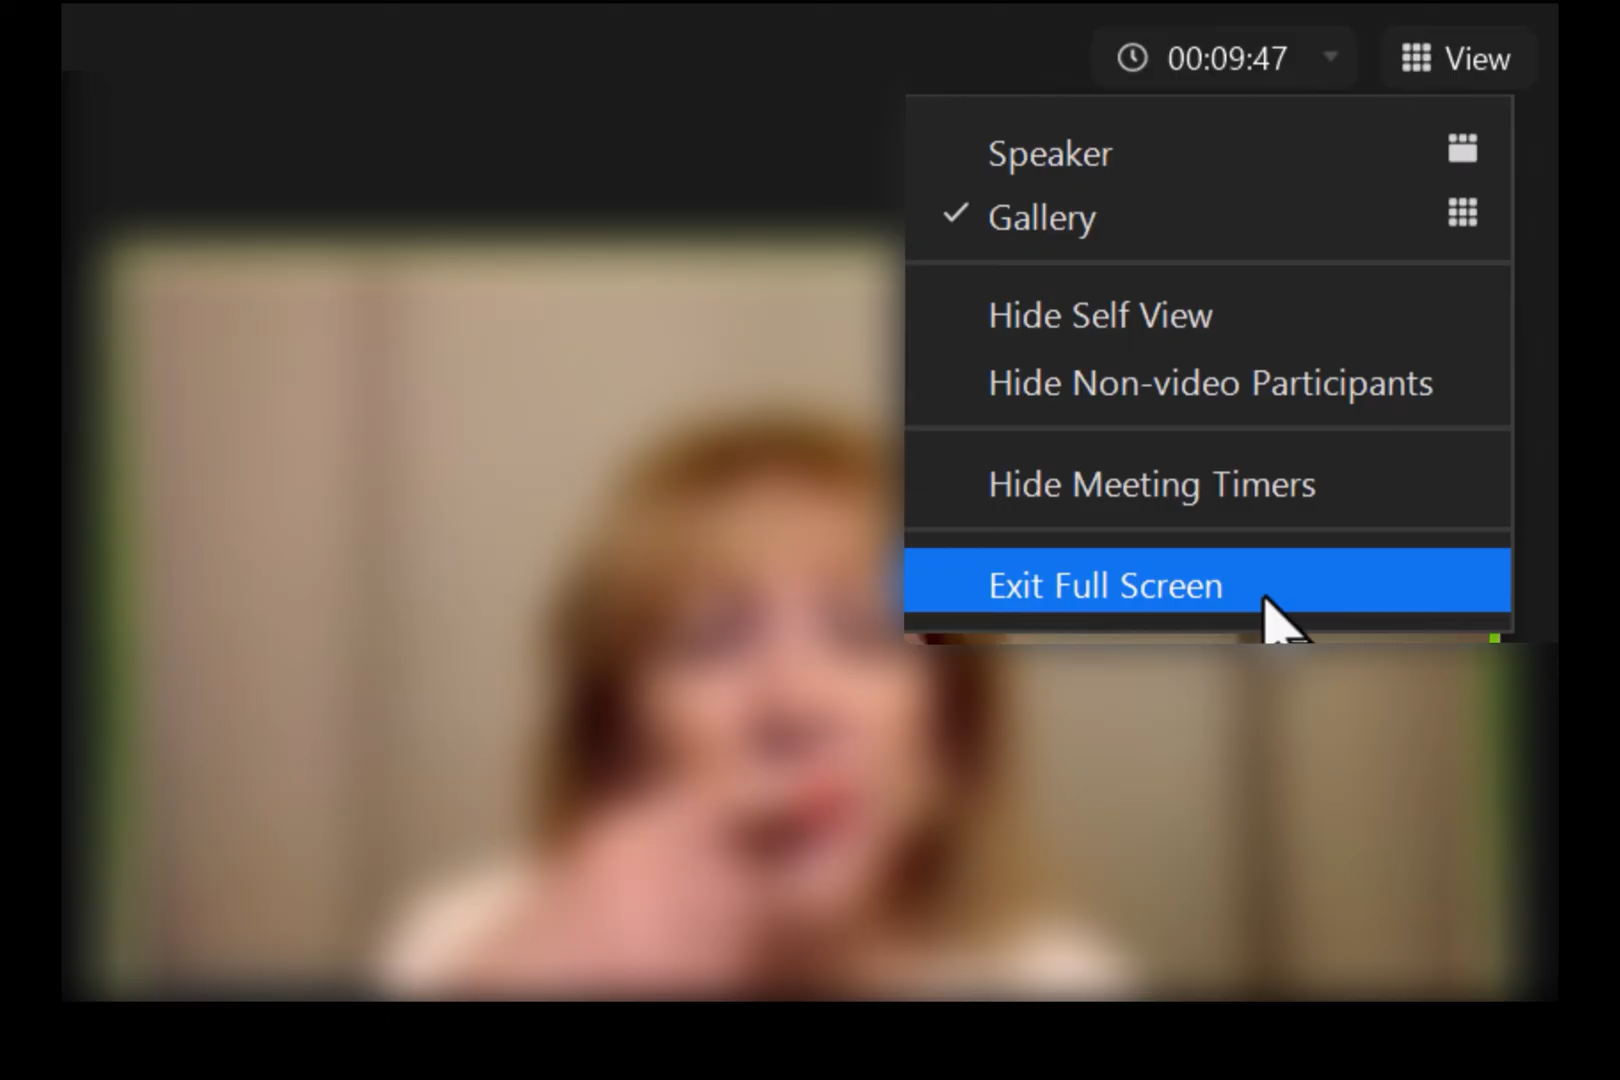 00:09:47
View
Speaker
Gallery
Hide Self View
Hide Non-video Participants
Hide Meeting Timers
Exit Full Screen